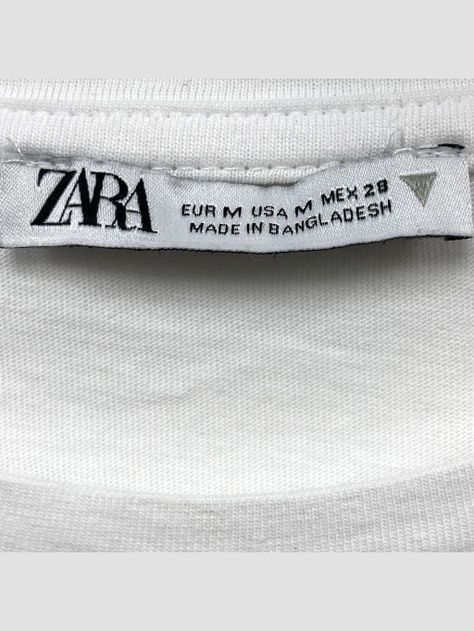 ZARA
EUR M USA M MEX 28
MADE IN BANGLADESH